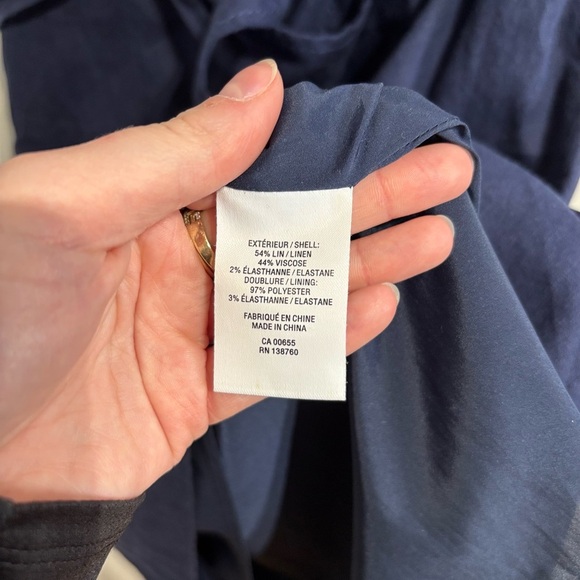 EXTÉRIEUR / SHELL:
54% LIN / LINEN
44% VISCOSE
2% ÉLASTHANNE / ELASTANE
DOUBLURE / LINING:
97% POLYESTER
3% ÉLASTHANNE / ELASTANE
FABRIQUÉ EN CHINE
MADE IN CHINA
CA 00655
RN 138760